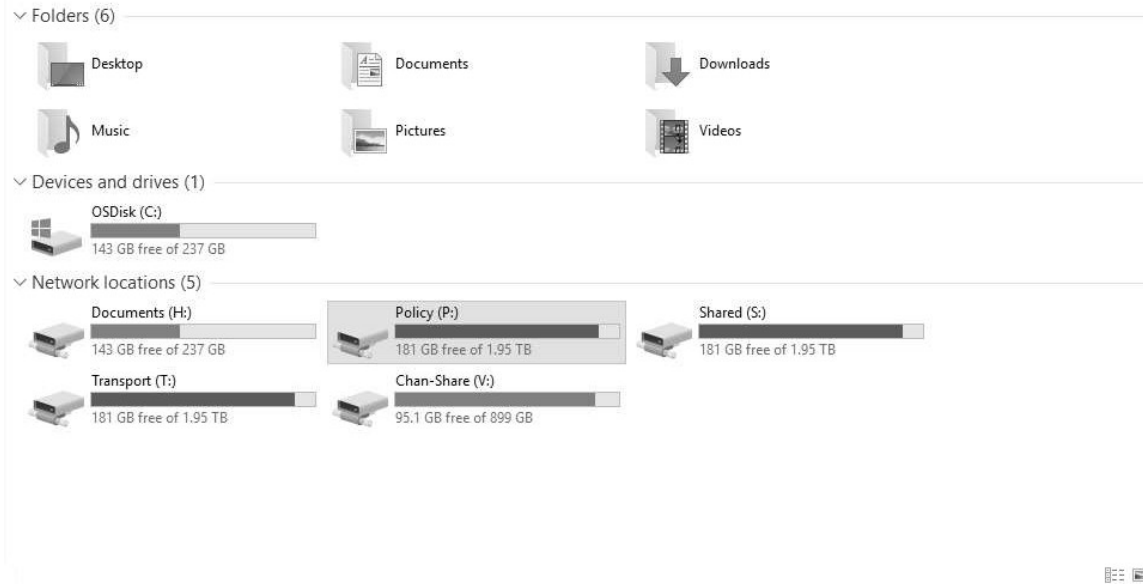 Folders (6)
Desktop
Documents
Downloads
Music
Pictures
Videos
Devices and drives (1)
OSDisk (C:)
143 GB free of 237 GB
Network locations (5)
Documents (H:)
143 GB free of 237 GB
Policy (P:)
181 GB free of 1.95 TB
Shared (S:)
181 GB free of 1.95 TB
Transport (T:)
181 GB free of 1.95 TB
Chan-Share (V:)
95.1 GB free of 899 GB